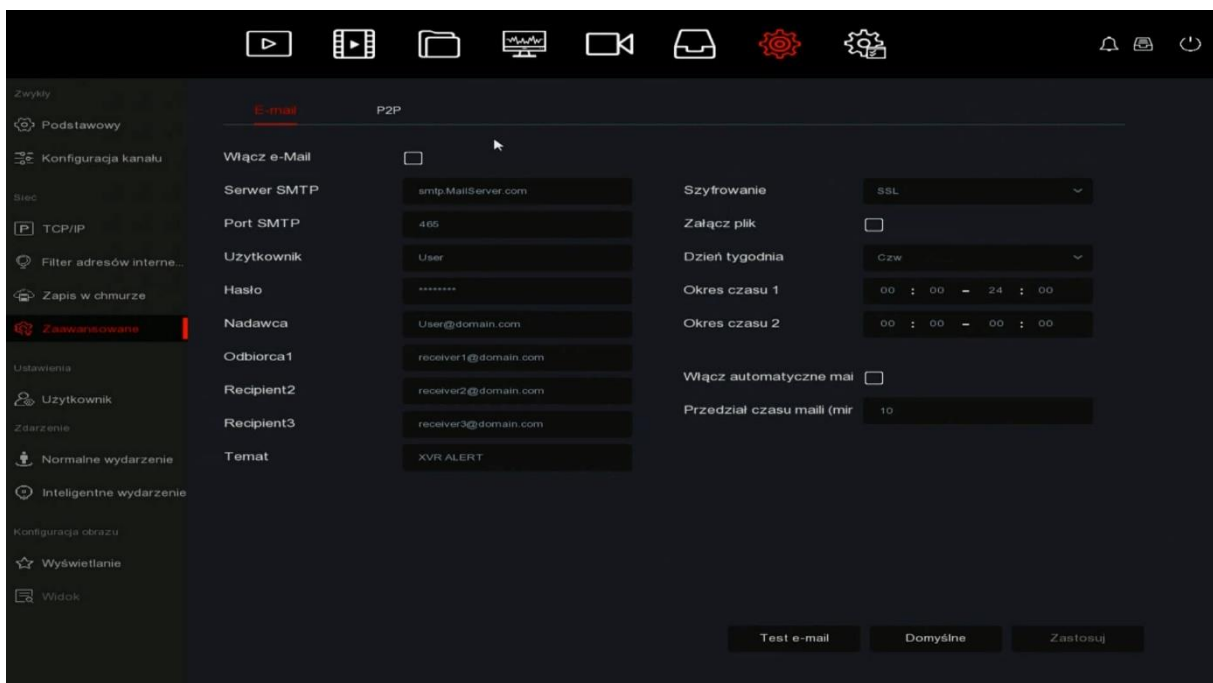 Zwykły
Podstawowy
Konfiguracja kanału
Sieć
TCP/IP
Filter adresów interne...
Zapis w chmurze
Zaawansowane
Ustawienia
Użytkownik
Zdarzenie
Normalne wydarzenie
Inteligentne wydarzenie
Konfiguracja obrazu
Wyświetlanie
Widok
E-mail P2P
Włącz e-Mail
Serwer SMTP smtp.MailServer.com
Port SMTP 465
Użytkownik User
Hasło ********
Nadawca User@domain.com
Odbiorca1 receiver1@domain.com
Recipient2 receiver2@domain.com
Recipient3 receiver3@domain.com
Temat XVR ALERT
Szyfrowanie SSL
Załącz plik
Dzień tygodnia Czw
Okres czasu 1 00 : 00 – 24 : 00
Okres czasu 2 00 : 00 – 00 : 00
Włącz automatyczne mai
Przedział czasu maili (mir 10
Test e-mail Domyślne Zastosuj